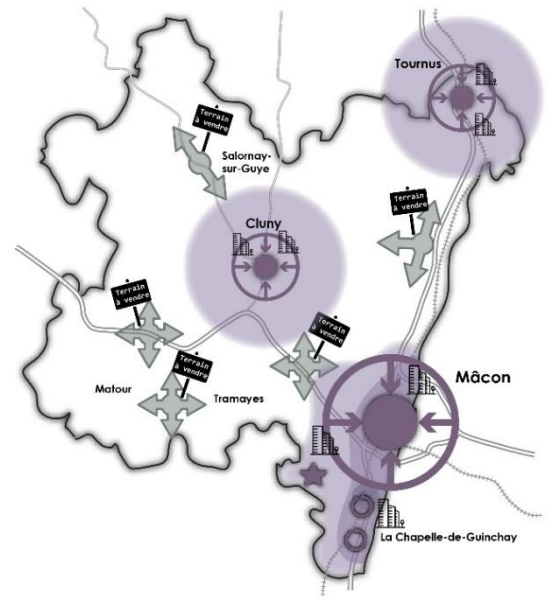 Tournus
Terrain
à vendre
Salornay-
sur-Guye
Terrain
à vendre
Cluny
Terrain
à vendre
Terrain
à vendre
Terrain
à vendre
Mâcon
Matour
Tramayes
La Chapelle-de-Guinchay